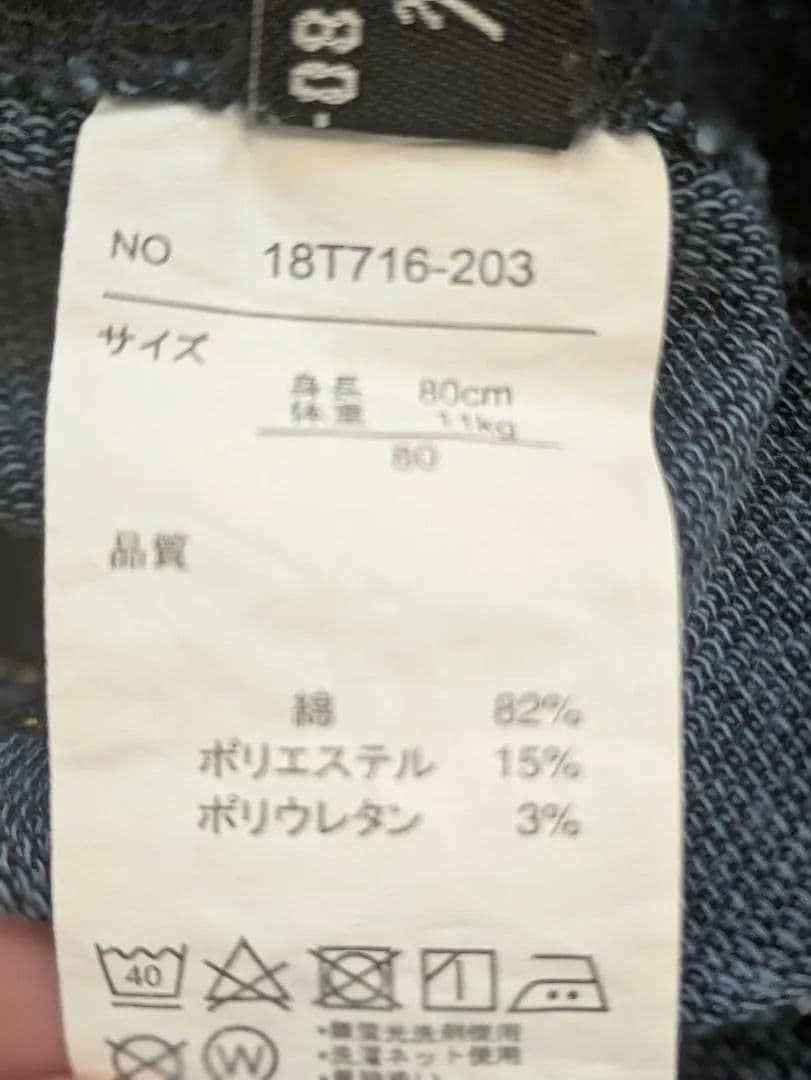 80
NO 18T716-203
サイズ
身長 80cm
体重 11kg
80
品質
綿 82%
ポリエステル 15%
ポリウレタン 3%
40
W
・無蛍光洗剤使用
・洗濯ネット使用